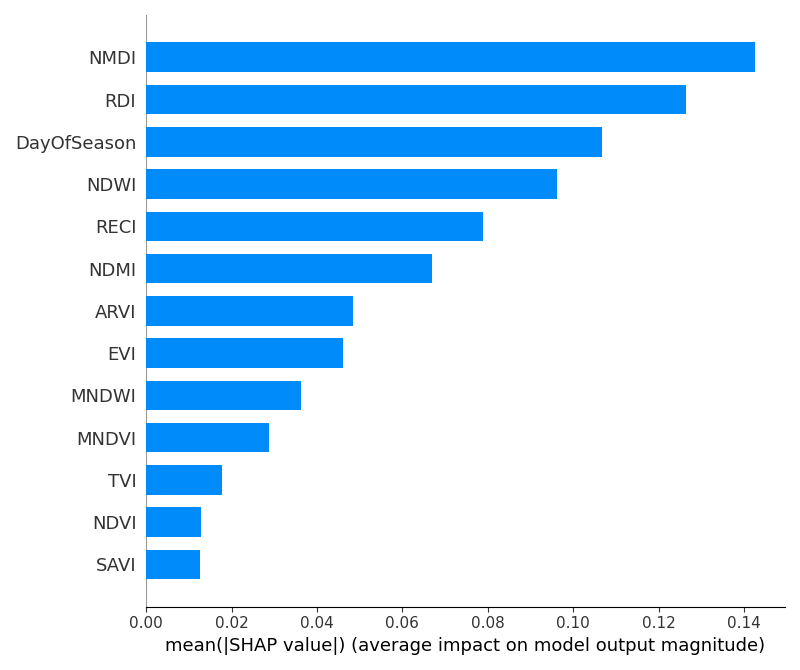 NMDI
RDI
DayOfSeason
NDWI
RECI
NDMI
ARVI
EVI
MNDWI
MNDVI
TVI
NDVI
SAVI
0.00 0.02 0.04 0.06 0.08 0.10 0.12 0.14
mean(|SHAP value|) (average impact on model output magnitude)